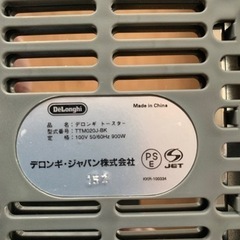 DeLonghi
Made in China
品名：デロンギ トースター
型式番号：TTM020J-BK
定格：100V 50/60Hz 900W
デロンギ・ジャパン株式会社
PS
E
JET